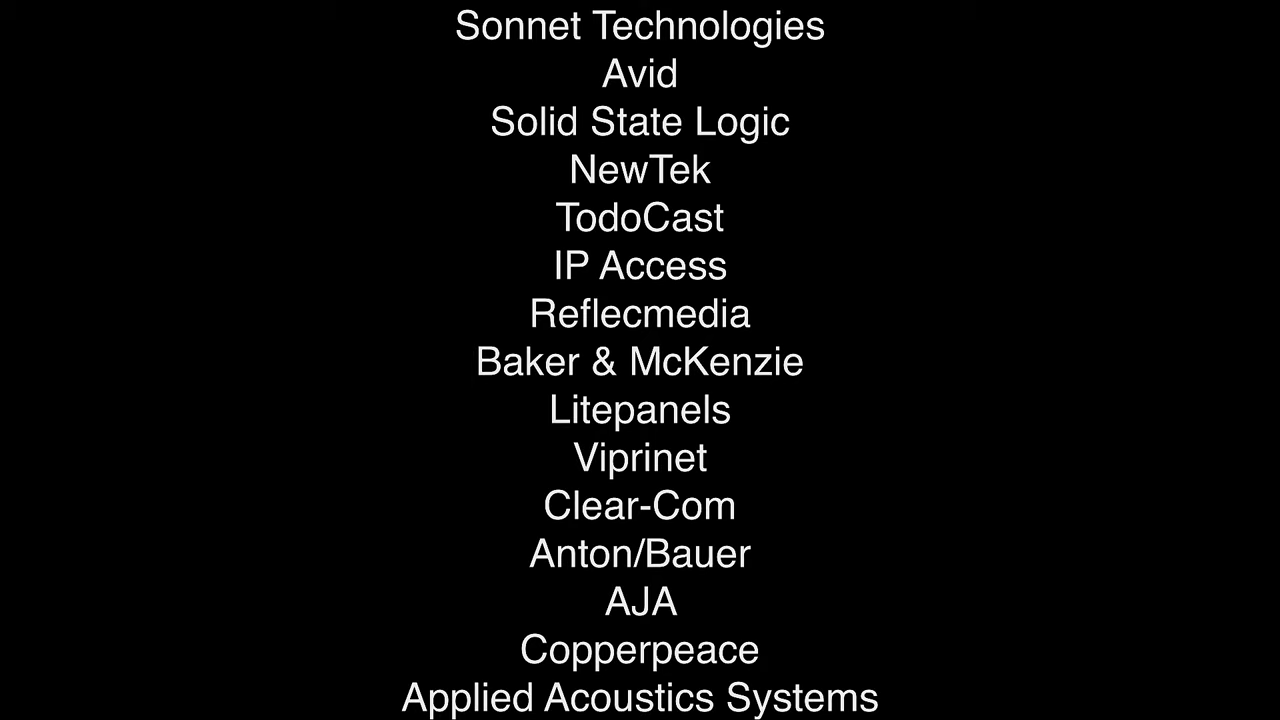 Sonnet Technologies
Avid
Solid State Logic
NewTek
TodoCast
IP Access
Reflecmedia
Baker & McKenzie
Litepanels
Viprinet
Clear-Com
Anton/Bauer
AJA
Copperpeace
Applied Acoustics Systems